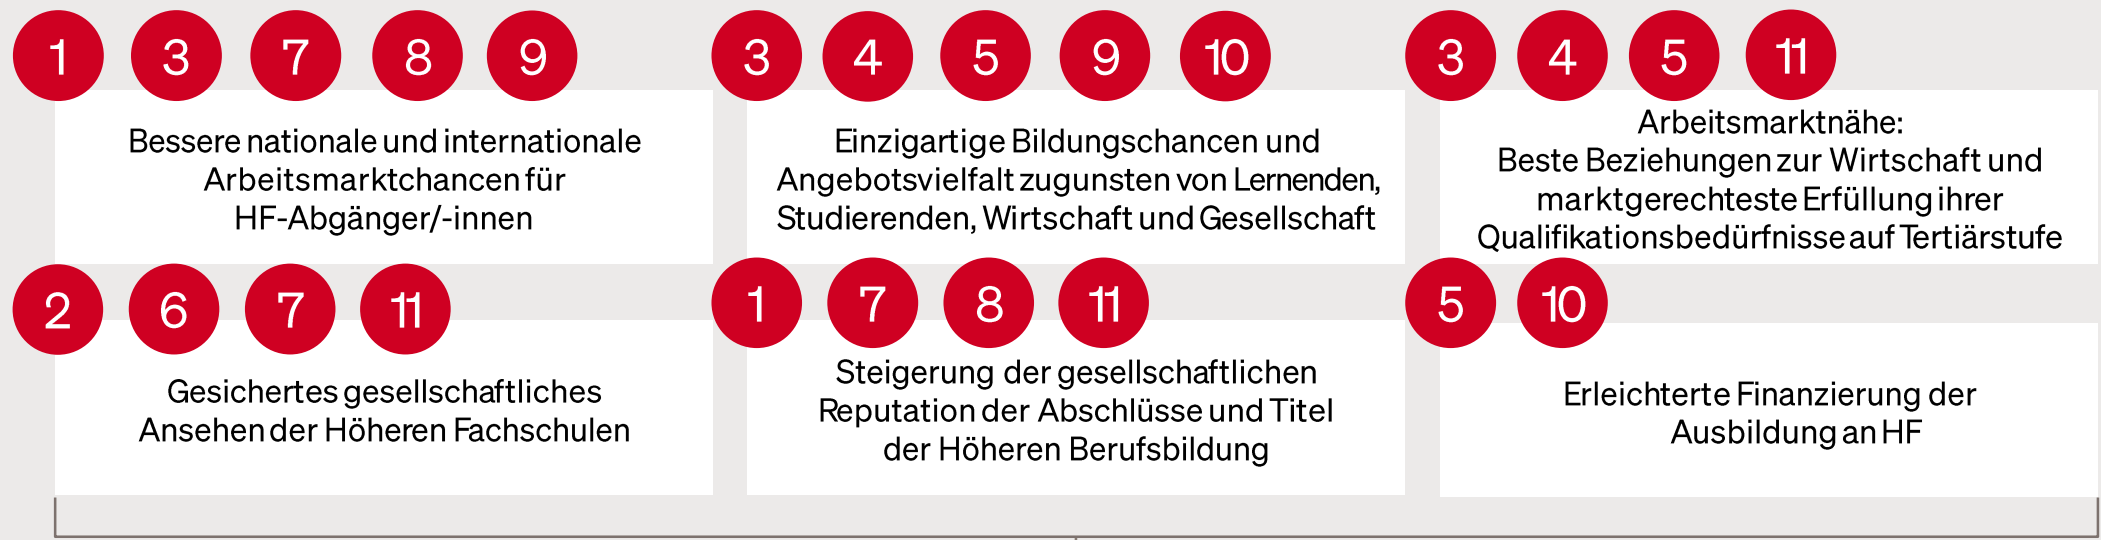 1 3 7 8 9
Bessere nationale und internationale
Arbeitsmarktchancen für
HF-Abgänger/-innen
3 4 5 9 10
Einzigartige Bildungschancen und
Angebotsvielfalt zugunsten von Lernenden,
Studierenden, Wirtschaft und Gesellschaft
3 4 5 11
Arbeitsmarktnähe:
Beste Beziehungen zur Wirtschaft und
marktgerechteste Erfüllung ihrer
Qualifikationsbedürfnisse auf Tertiärstufe
2 6 7 11
Gesichertes gesellschaftliches
Ansehen der Höheren Fachschulen
1 7 8 11
Steigerung der gesellschaftlichen
Reputation der Abschlüsse und Titel
der Höheren Berufsbildung
5 10
Erleichterte Finanzierung der
Ausbildung an HF